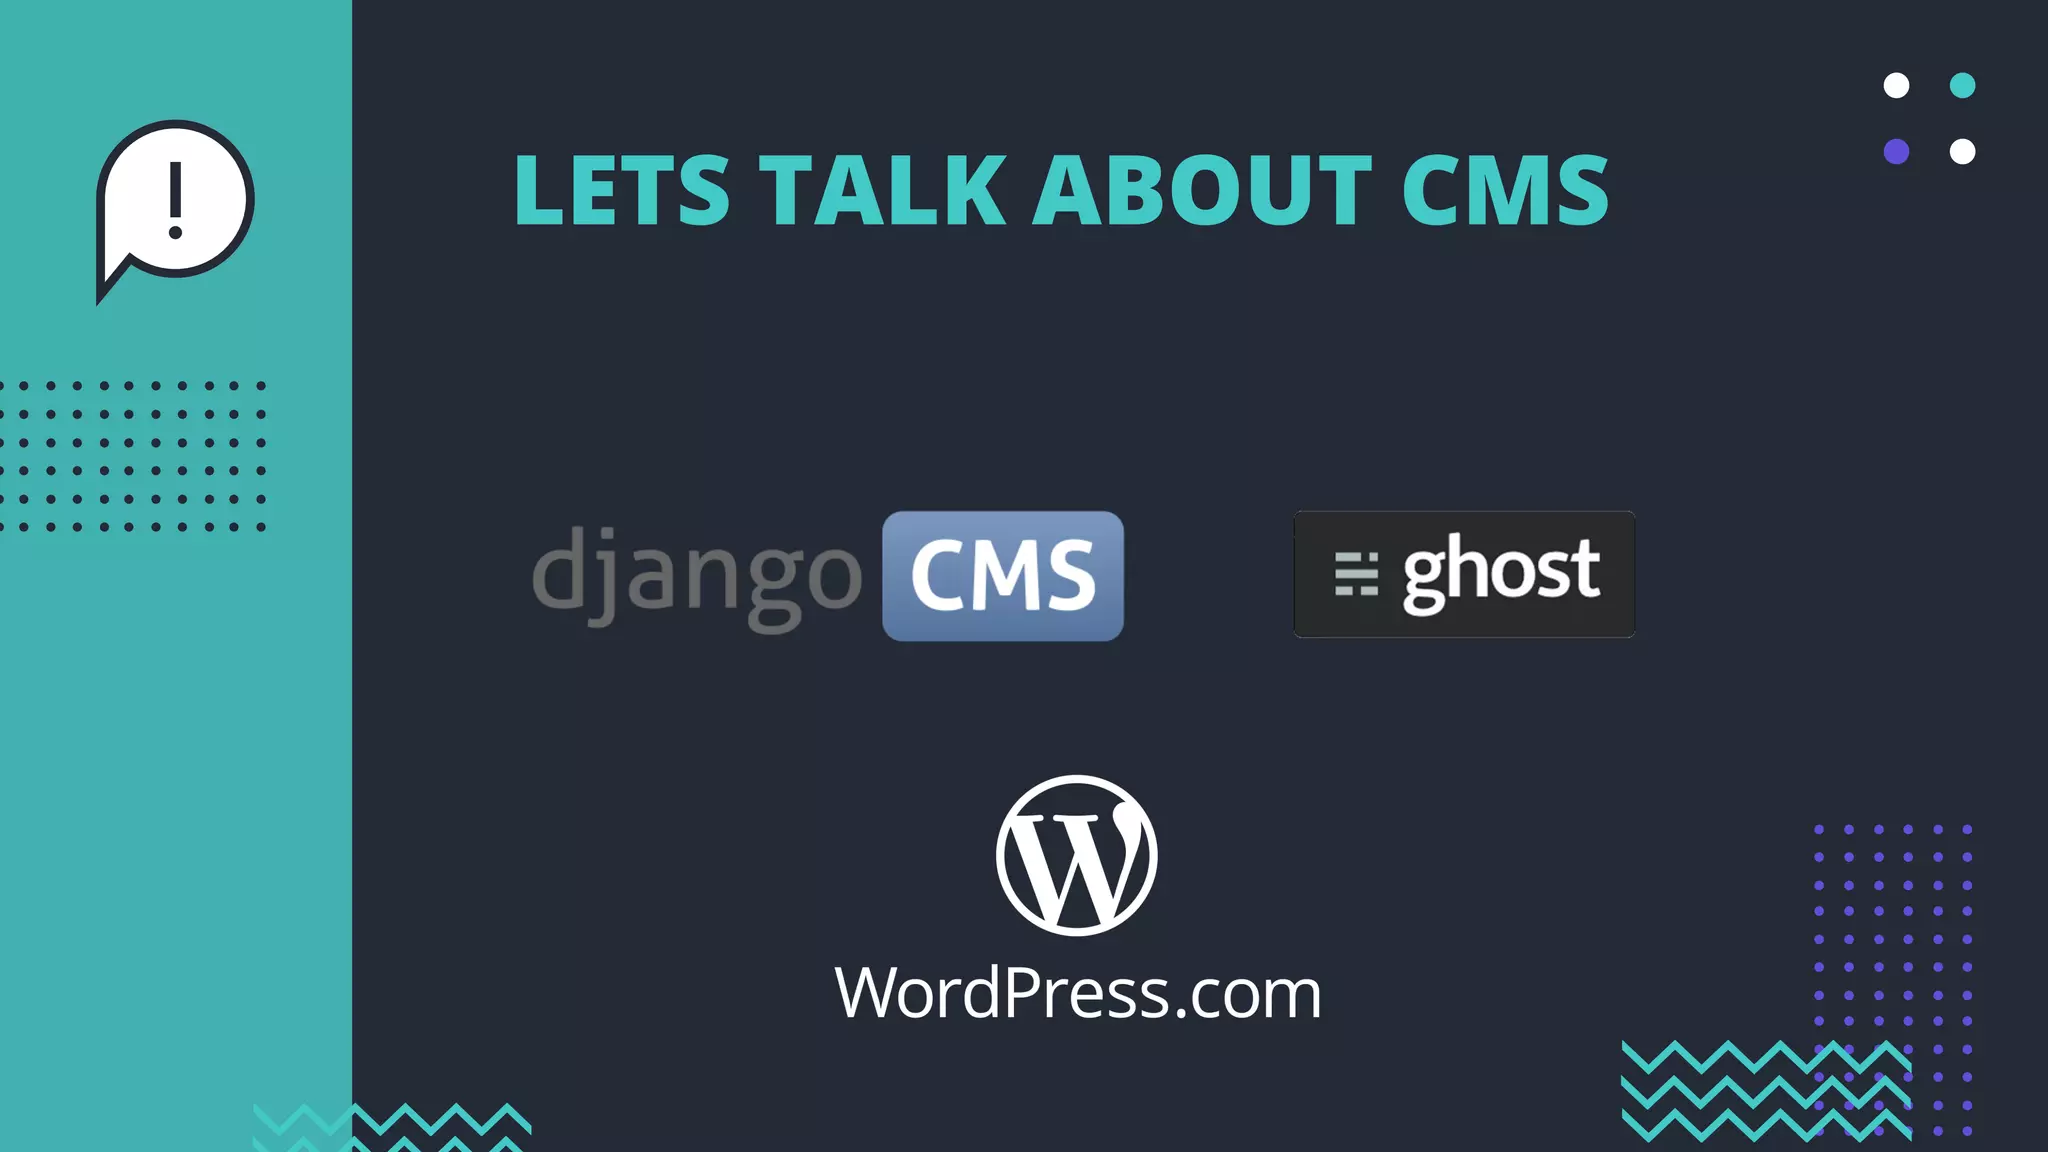 !
LETS TALK ABOUT CMS
django CMS
ghost
W
WordPress.com